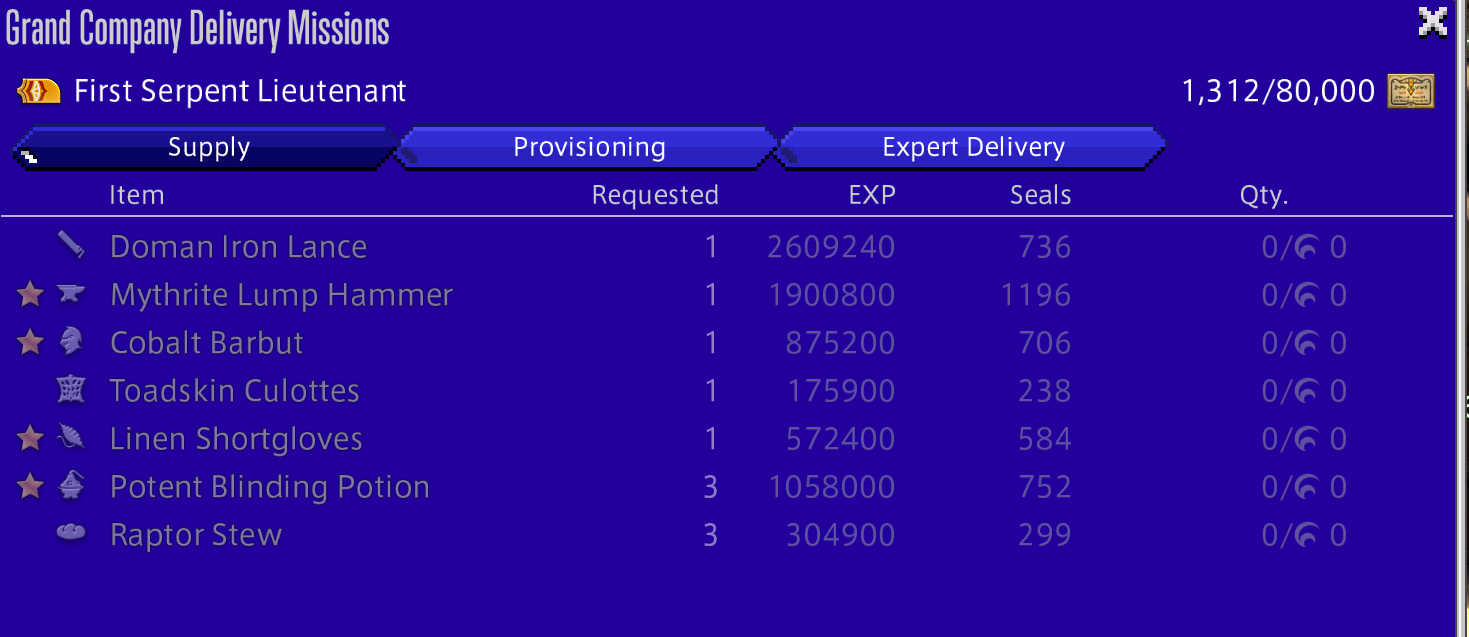 Grand Company Delivery Missions
First Serpent Lieutenant 1,312/80,000
Supply Provisioning Expert Delivery
Item Requested EXP Seals Qty.
Doman Iron Lance 1 2609240 736 0/ 0
Mythrite Lump Hammer 1 1900800 1196 0/ 0
Cobalt Barbut 1 875200 706 0/ 0
Toadskin Culottes 1 175900 238 0/ 0
Linen Shortgloves 1 572400 584 0/ 0
Potent Blinding Potion 3 1058000 752 0/ 0
Raptor Stew 3 304900 299 0/ 0